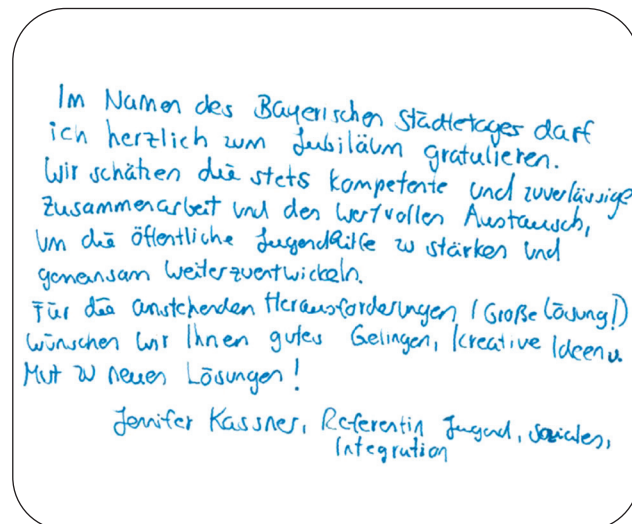 Im Namen des Bayerischen Städtetages darf
ich herzlich zum Jubiläum gratulieren.
Wir schätzen die stets kompetente und zuverlässige
Zusammenarbeit und den wertvollen Austausch,
um die öffentliche Jugendhilfe zu stärken und
gemeinsam weiterzuentwickeln.
Für die anstehenden Herausforderungen (Große Lösung!)
wünschen wir Ihnen gutes Gelingen, kreative Ideen u.
Mut zu neuen Lösungen!
Jenifer Kassner, Referentin Jugend, Soziales,
Integration